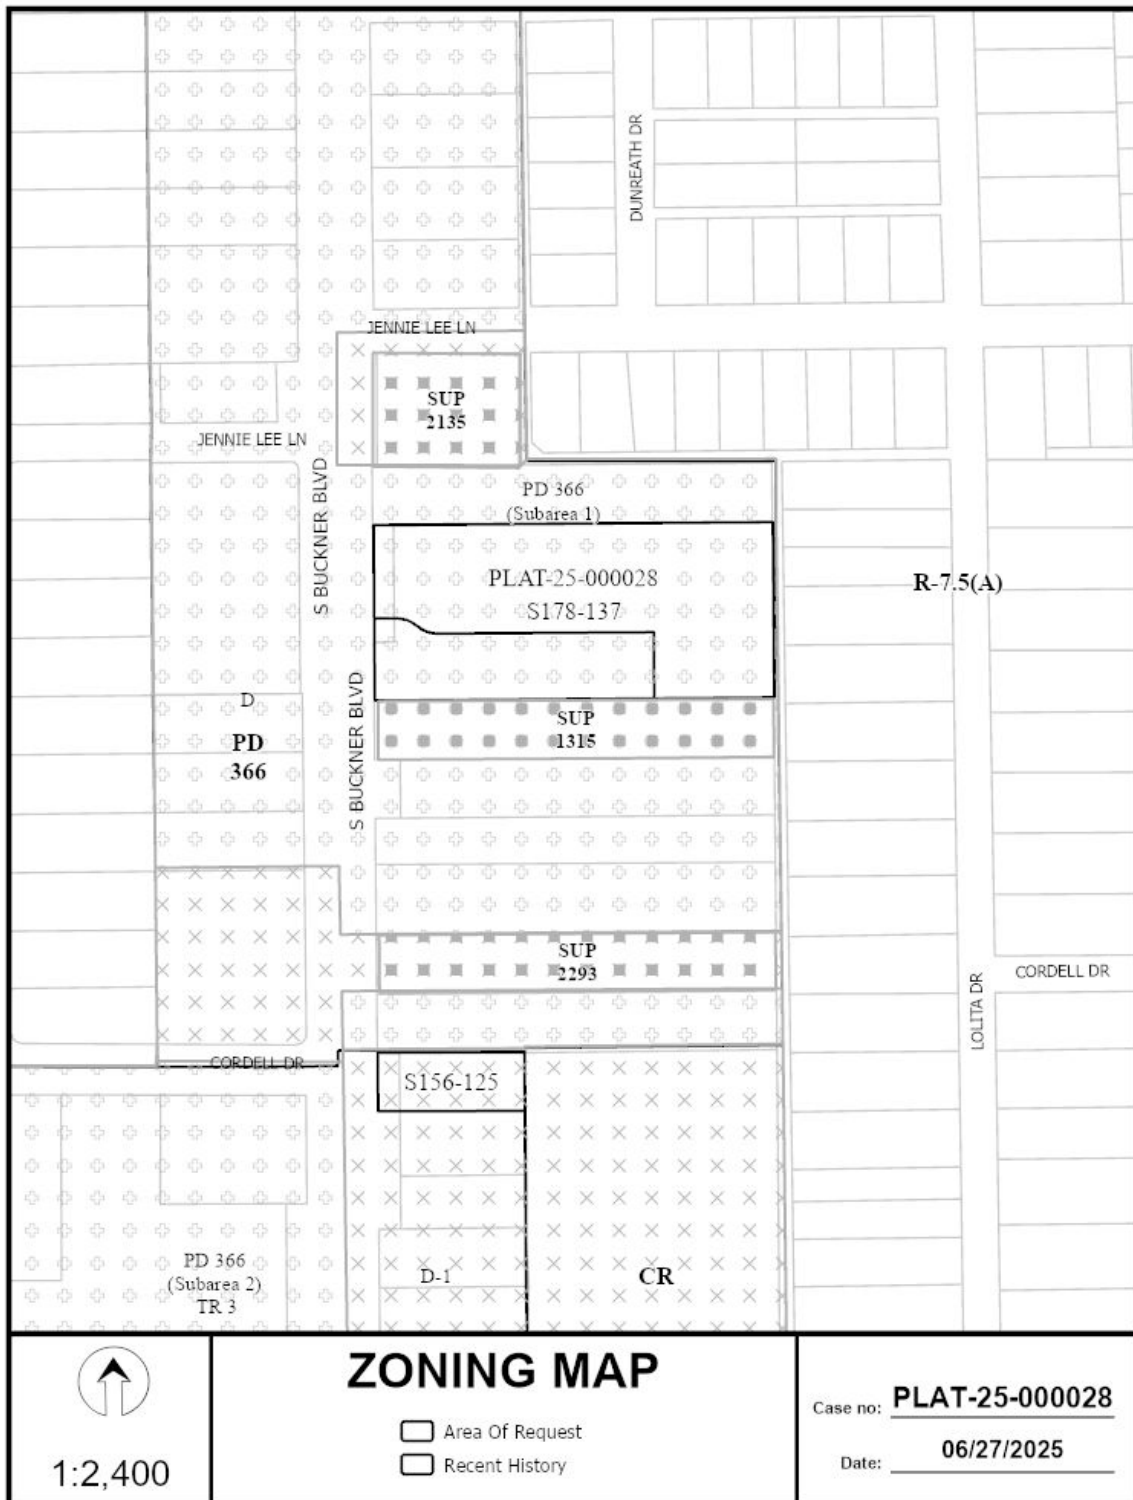 DUNREATH DR
JENNIE LEE LN
SUP
2135
JENNIE LEE LN
S BUCKNER BLVD
PD 366
(Subarea 1)
PLAT-25-000028
S178-137
R-7.5(A)
D
PD
366
S BUCKNER BLVD
SUP
1315
SUP
2293
CORDELL DR
LOLITA DR
CORDELL DR
S156-125
PD 366
(Subarea 2)
TR 3
D-1
CR
1:2,400
ZONING MAP
Area Of Request
Recent History
Case no: PLAT-25-000028
Date: 06/27/2025